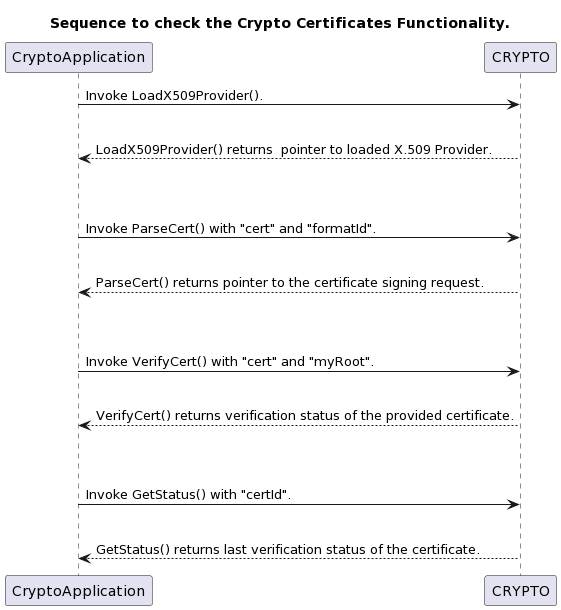 Sequence to check the Crypto Certificates Functionality.
CryptoApplication
CRYPTO
Invoke LoadX509Provider().
LoadX509Provider() returns  pointer to loaded X.509 Provider.
Invoke ParseCert() with "cert" and "formatId".
ParseCert() returns pointer to the certificate signing request.
Invoke VerifyCert() with "cert" and "myRoot".
VerifyCert() returns verification status of the provided certificate.
Invoke GetStatus() with "certId".
GetStatus() returns last verification status of the certificate.
CryptoApplication
CRYPTO